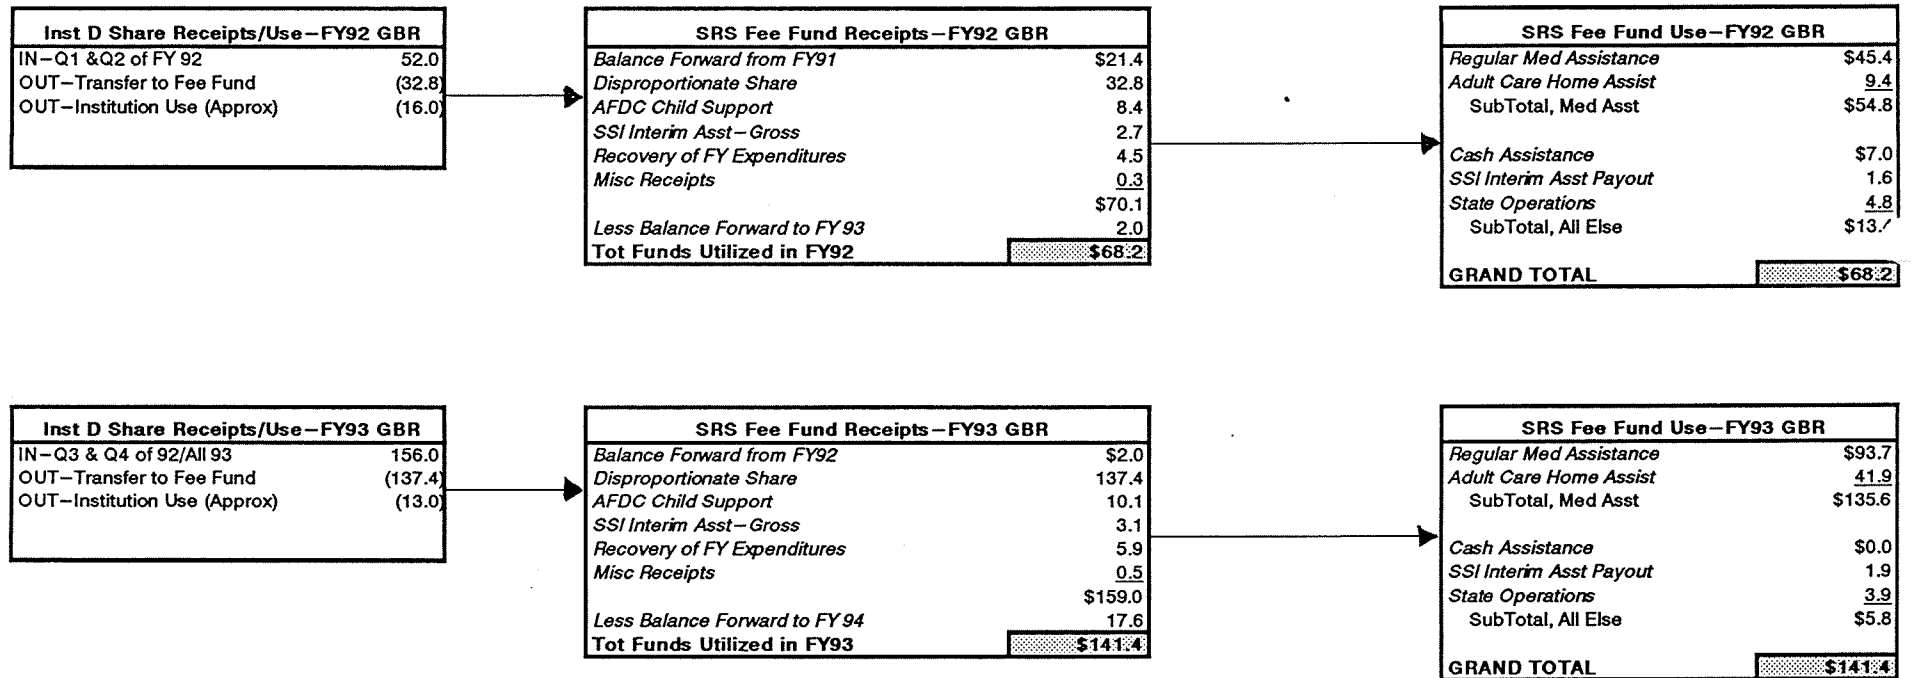 Inst D Share Receipts/Use–FY92 GBR
IN–Q1 &Q2 of FY 92 52.0
OUT–Transfer to Fee Fund (32.8)
OUT–Institution Use (Approx) (16.0)
SRS Fee Fund Receipts–FY92 GBR
Balance Forward from FY91 $21.4
Disproportionate Share 32.8
AFDC Child Support 8.4
SSI Interim Asst–Gross 2.7
Recovery of FY Expenditures 4.5
Misc Receipts 0.3
$70.1
Less Balance Forward to FY 93 2.0
Tot Funds Utilized in FY92 $68.2
SRS Fee Fund Use–FY92 GBR
Regular Med Assistance $45.4
Adult Care Home Assist 9.4
SubTotal, Med Asst $54.8
Cash Assistance $7.0
SSI Interim Asst Payout 1.6
State Operations 4.8
SubTotal, All Else
GRAND TOTAL $68.2
Inst D Share Receipts/Use–FY93 GBR
IN–Q3 & Q4 of 92/All 93 156.0
OUT–Transfer to Fee Fund (137.4)
OUT–Institution Use (Approx) (13.0)
SRS Fee Fund Receipts–FY93 GBR
Balance Forward from FY92 $2.0
Disproportionate Share 137.4
AFDC Child Support 10.1
SSI Interim Asst–Gross 3.1
Recovery of FY Expenditures 5.9
Misc Receipts 0.5
$159.0
Less Balance Forward to FY 94 17.6
Tot Funds Utilized in FY93 $141.4
SRS Fee Fund Use–FY93 GBR
Regular Med Assistance $93.7
Adult Care Home Assist 41.9
SubTotal, Med Asst $135.6
Cash Assistance $0.0
SSI Interim Asst Payout 1.9
State Operations 3.9
SubTotal, All Else $5.8
GRAND TOTAL $141.4